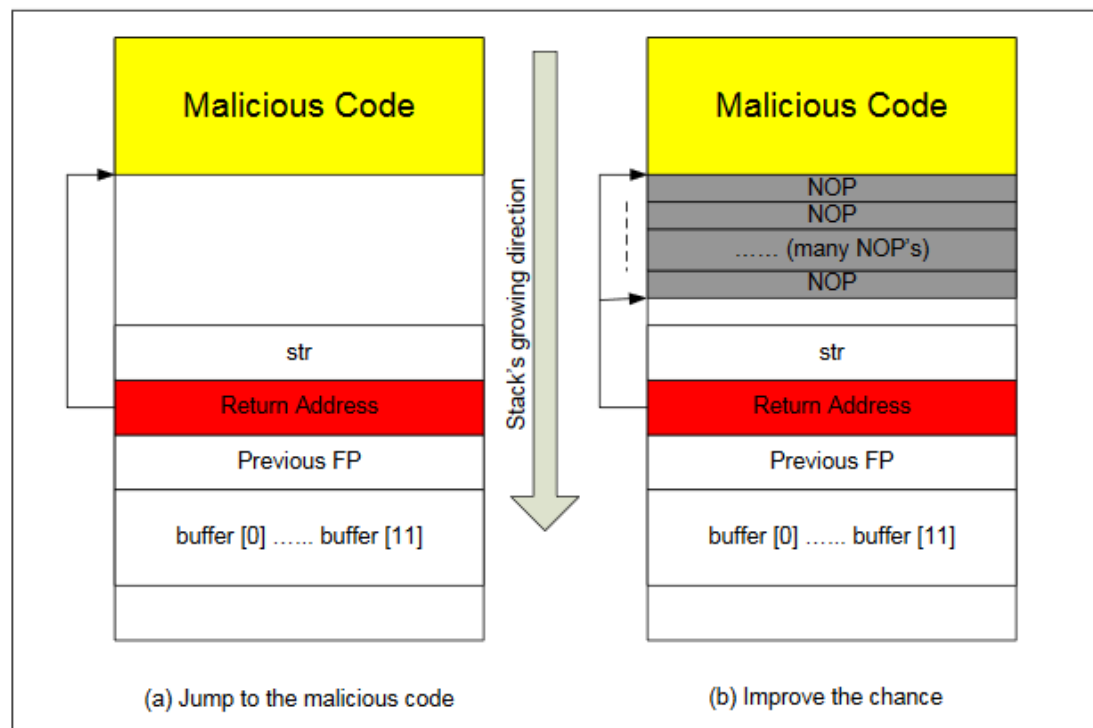 Malicious Code
str
Return Address
Previous FP
buffer [0] …... buffer [11]
(a) Jump to the malicious code
Stack's growing direction
Malicious Code
NOP
NOP
…... (many NOP's)
NOP
str
Return Address
Previous FP
buffer [0] …... buffer [11]
(b) Improve the chance